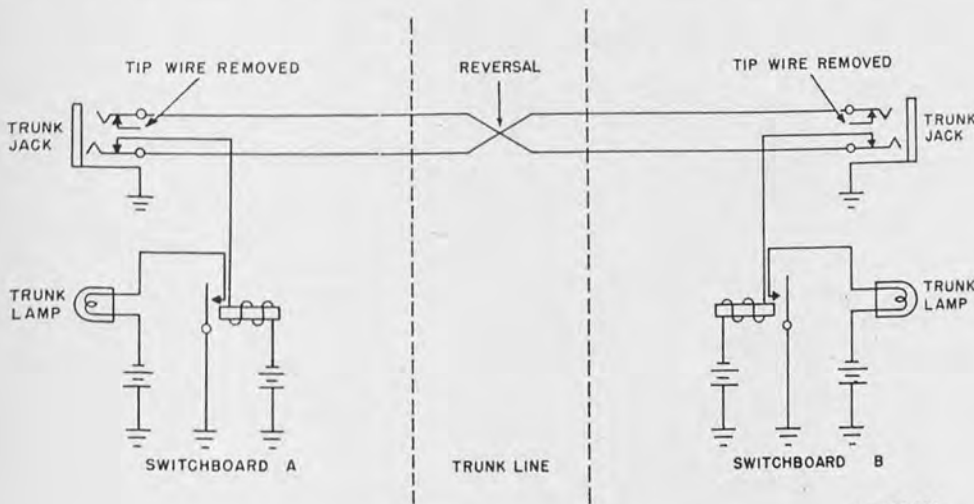 TIP WIRE REMOVED
REVERSAL
TIP WIRE REMOVED
TRUNK
JACK
TRUNK
JACK
TRUNK
LAMP
TRUNK
LAMP
SWITCHBOARD A
TRUNK LINE
SWITCHBOARD B